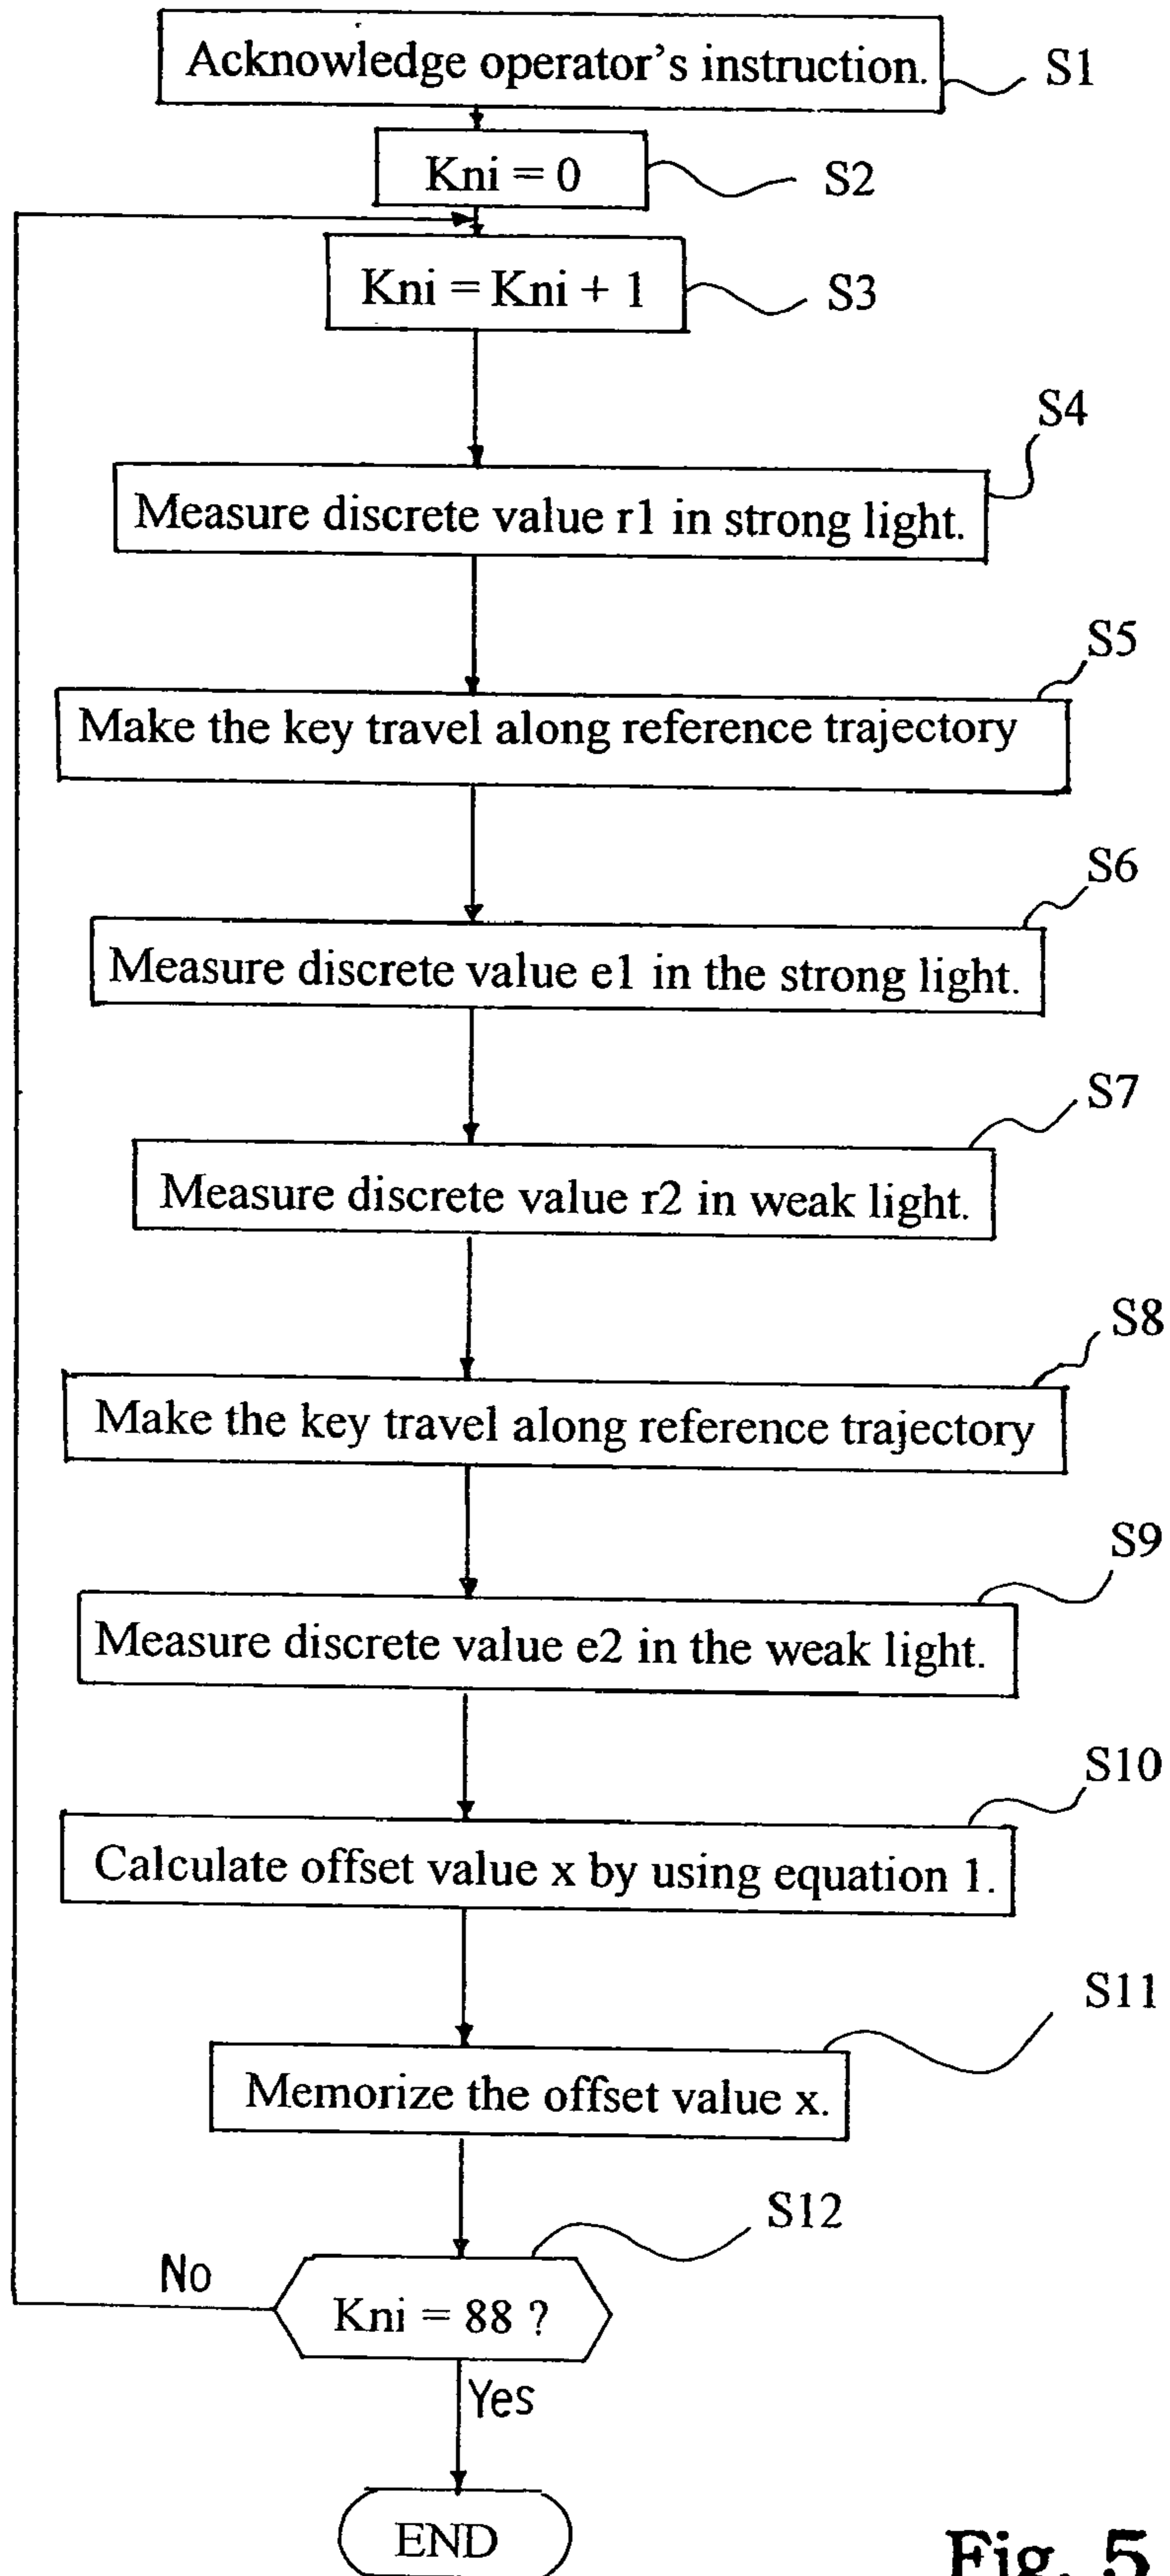 Acknowledge operator's instruction.
S1
Kni = 0
S2
Kni = Kni + 1
S3
S4
Measure discrete value r1 in strong light.
S5
Make the key travel along reference trajectory
S6
Measure discrete value e1 in the strong light.
S7
Measure discrete value r2 in weak light.
S8
Make the key travel along reference trajectory
S9
Measure discrete value e2 in the weak light.
S10
Calculate offset value x by using equation 1.
S11
Memorize the offset value x.
S12
No
Kni = 88 ?
Yes
END
Fig. 5